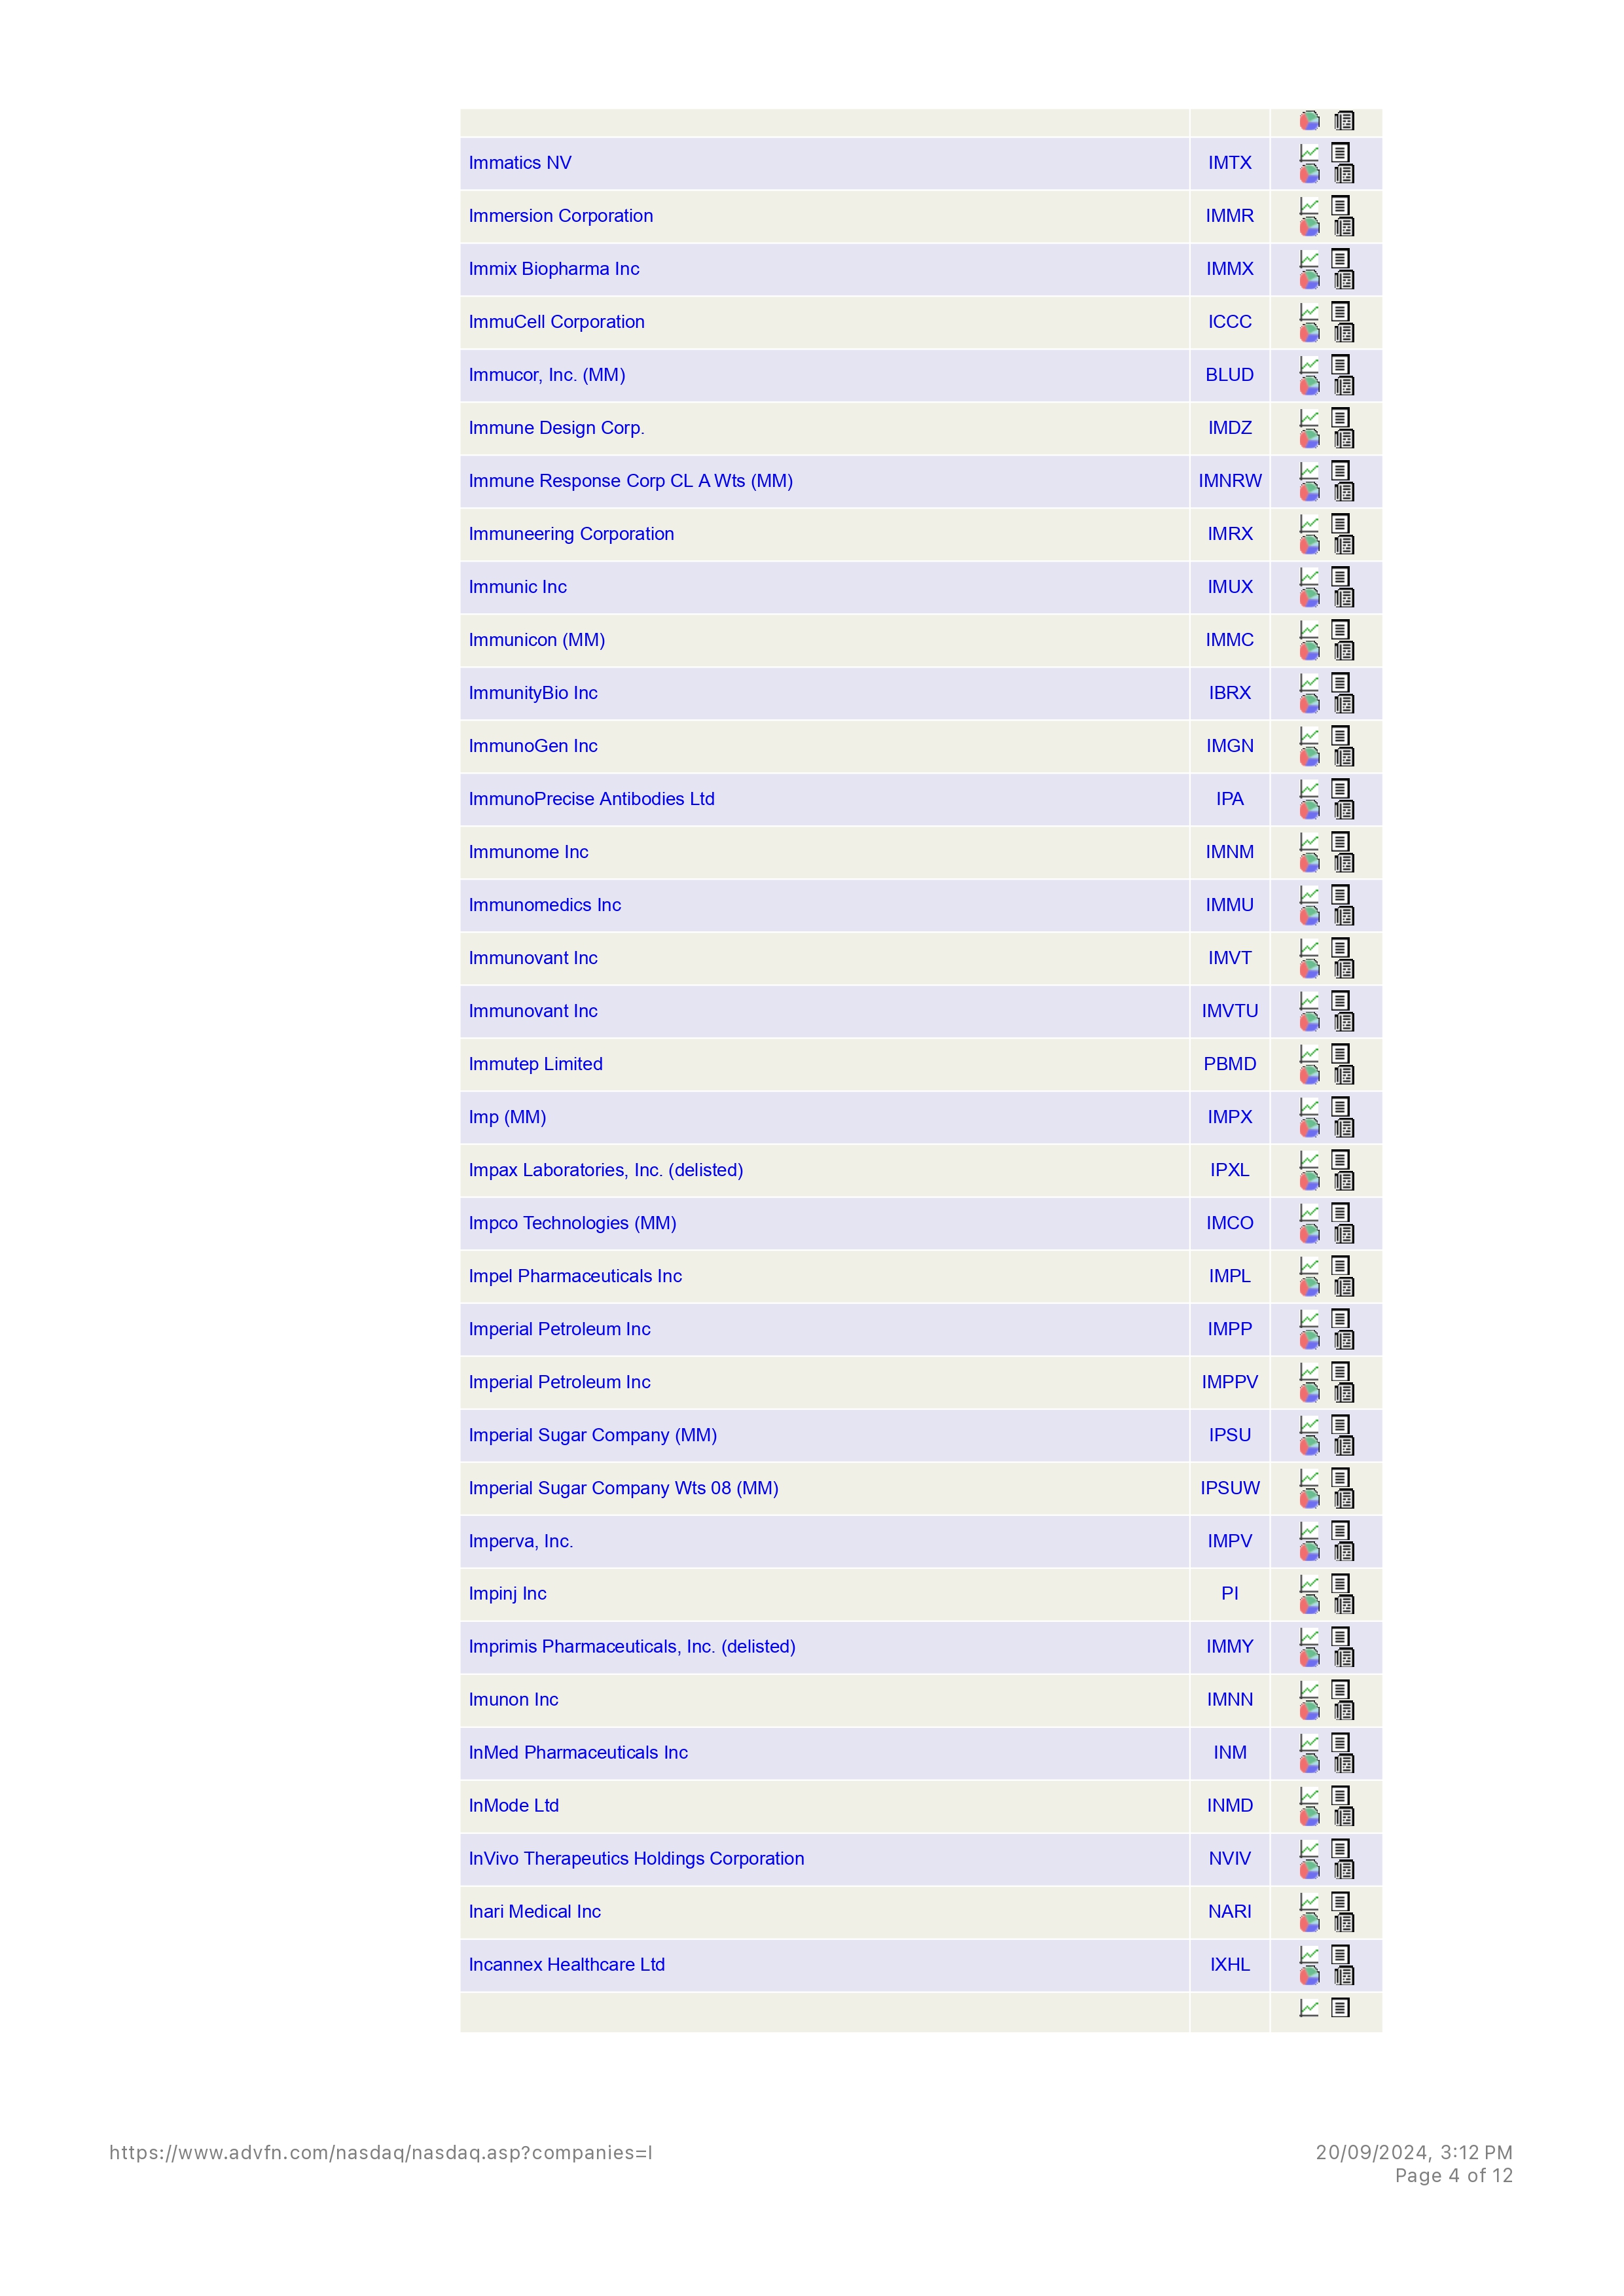 Immatics NV IMTX
Immersion Corporation IMMR
Immix Biopharma Inc IMMX
ImmuCell Corporation ICCC
Immucor, Inc. (MM) BLUD
Immune Design Corp. IMDZ
Immune Response Corp CL A Wts (MM) IMNRW
Immuneering Corporation IMRX
Immunic Inc IMUX
Immunicon (MM) IMMC
ImmunityBio Inc IBRX
ImmunoGen Inc IMGN
ImmunoPrecise Antibodies Ltd IPA
Immunome Inc IMNM
Immunomedics Inc IMMU
Immunovant Inc IMVT
Immunovant Inc IMVTU
Immutep Limited PBMD
Imp (MM) IMPX
Impax Laboratories, Inc. (delisted) IPXL
Impco Technologies (MM) IMCO
Impel Pharmaceuticals Inc IMPL
Imperial Petroleum Inc IMPP
Imperial Petroleum Inc IMPPV
Imperial Sugar Company (MM) IPSU
Imperial Sugar Company Wts 08 (MM) IPSUW
Imperva, Inc. IMPV
Impinj Inc PI
Imprimis Pharmaceuticals, Inc. (delisted) IMMY
Imunon Inc IMNN
InMed Pharmaceuticals Inc INM
InMode Ltd INMD
InVivo Therapeutics Holdings Corporation NVIV
Inari Medical Inc NARI
Incannex Healthcare Ltd IXHL
https://www.advfn.com/nasdaq/nasdaq.asp?companies=I 20/09/2024, 3:12 PM
Page 4 of 12